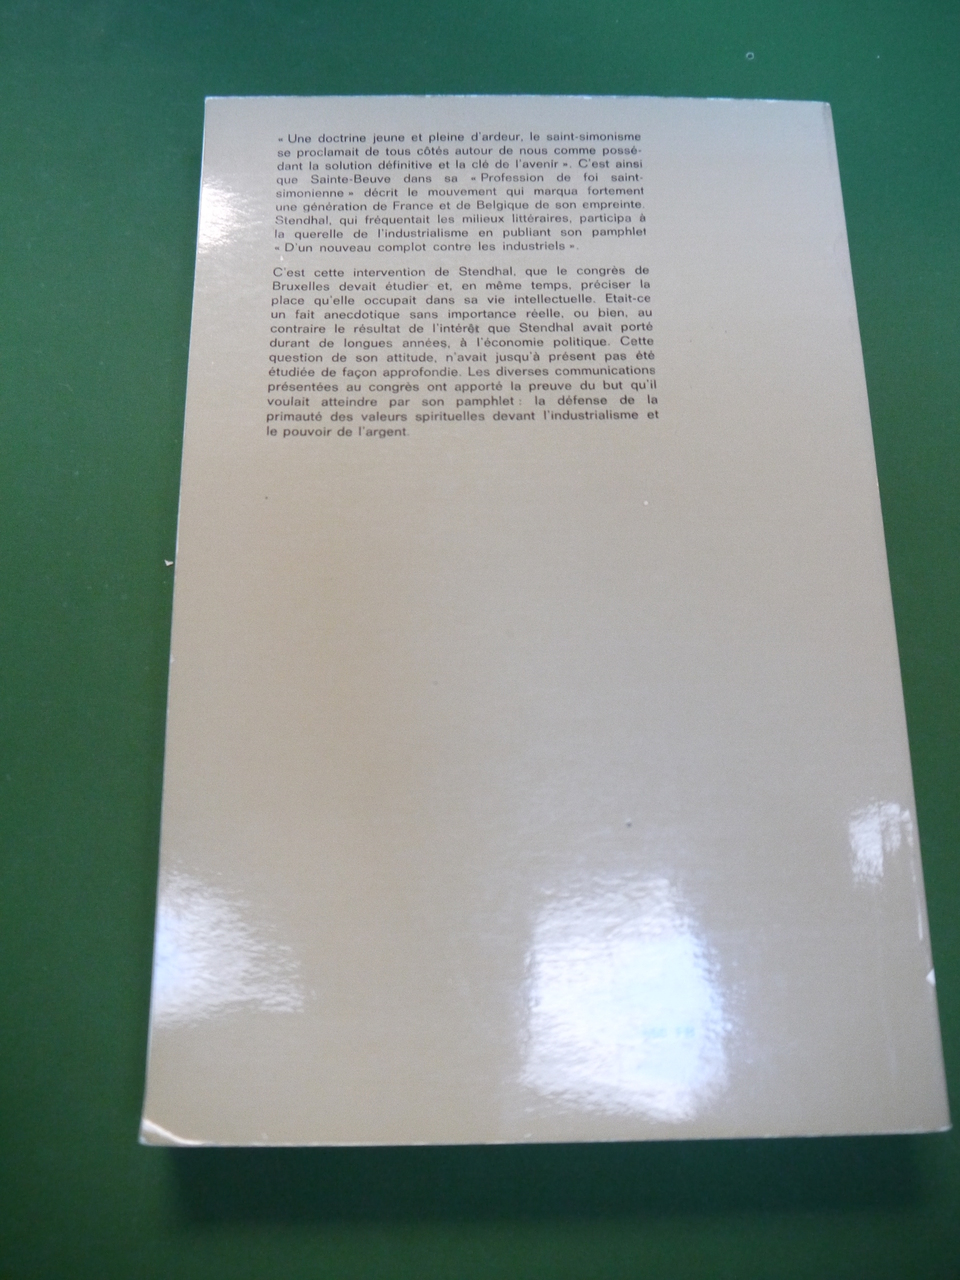 « Une doctrine jeune et pleine d'ardeur, le saint-simonisme
se proclamait de tous côtés autour de nous comme possé-
dant la solution définitive et la clé de l'avenir ». C'est ainsi
que Sainte-Beuve dans sa « Profession de foi saint-
simonienne » décrit le mouvement qui marqua fortement
une génération de France et de Belgique de son empreinte.
Stendhal, qui fréquentait les milieux littéraires, participa à
la querelle de l'industrialisme en publiant son pamphlet
« D'un nouveau complot contre les industriels ».
C'est cette intervention de Stendhal, que le congrès de
Bruxelles devait étudier et, en même temps, préciser la
place qu'elle occupait dans sa vie intellectuelle. Etait-ce
un fait anecdotique sans importance réelle, ou bien, au
contraire le résultat de l'intérêt que Stendhal avait porté
durant de longues années, à l'économie politique. Cette
question de son attitude, n'avait jusqu'à présent pas été
étudiée de façon approfondie. Les diverses communications
présentées au congrès ont apporté la preuve du but qu'il
voulait atteindre par son pamphlet : la défense de la
primauté des valeurs spirituelles devant l'industrialisme et
le pouvoir de l'argent.